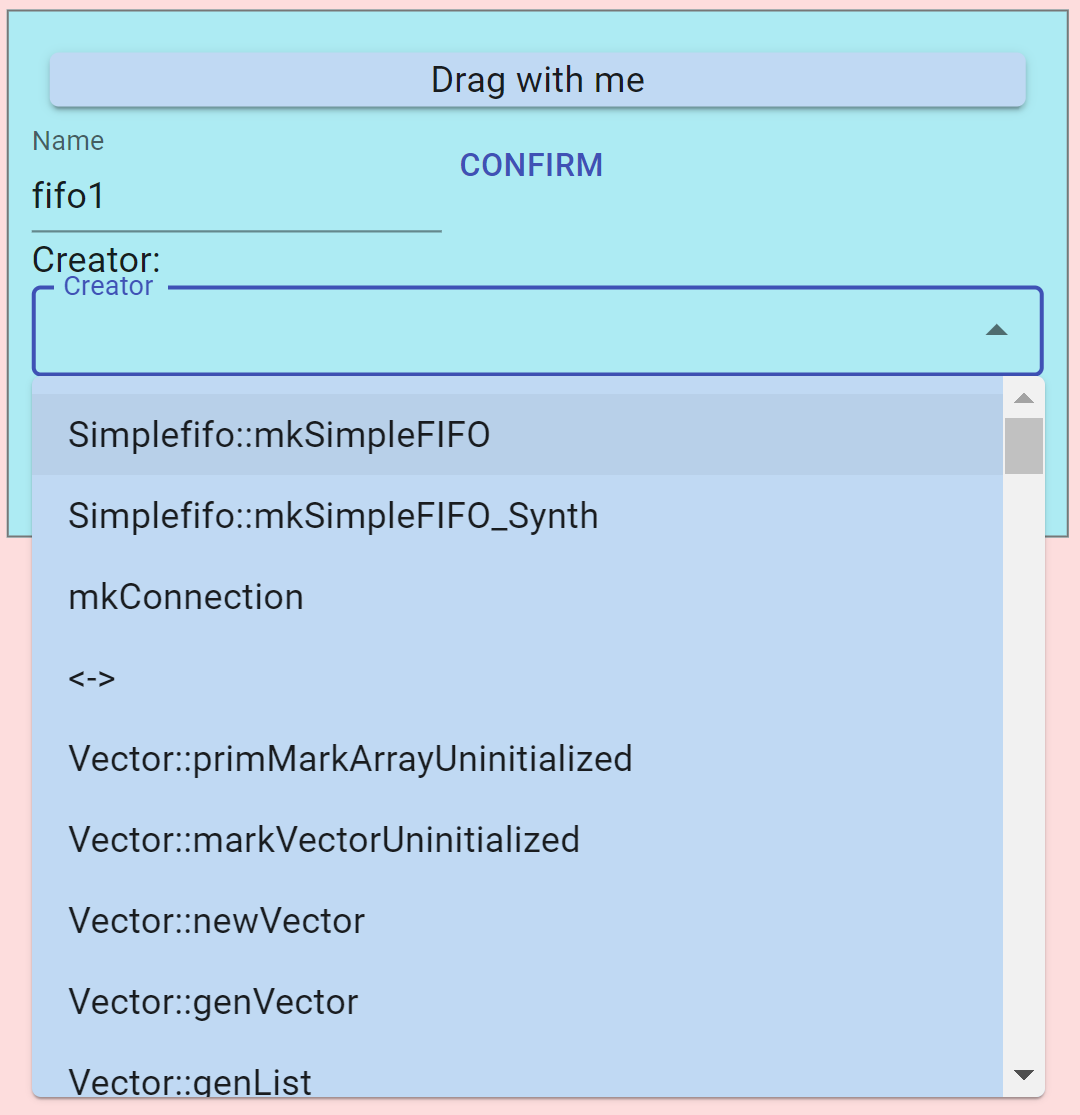 Drag with me
Name
CONFIRM
fifo1
Creator:
Creator
Simplefifo::mkSimpleFIFO
Simplefifo::mkSimpleFIFO_Synth
mkConnection
<->
Vector::primMarkArrayUninitialized
Vector::markVectorUninitialized
Vector::newVector
Vector::genVector
Vector::genList